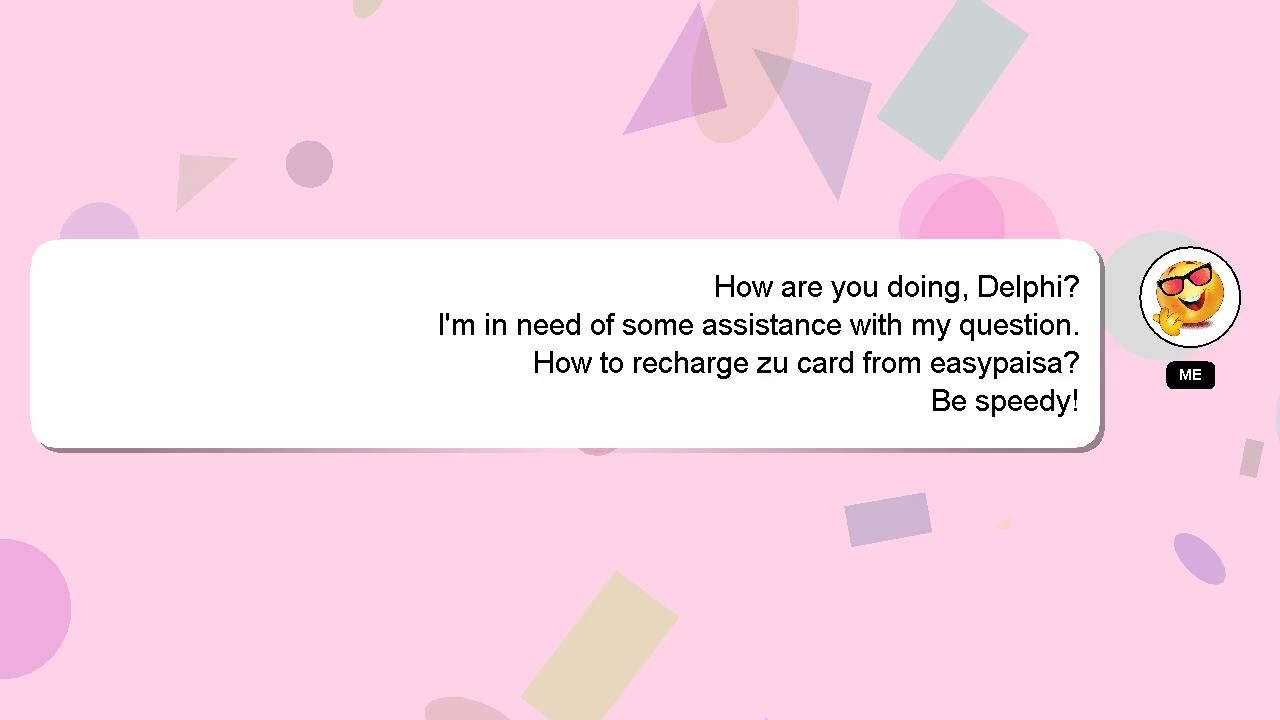 How are you doing, Delphi?
I'm in need of some assistance with my question.
How to recharge zu card from easypaisa?
Be speedy!
ME